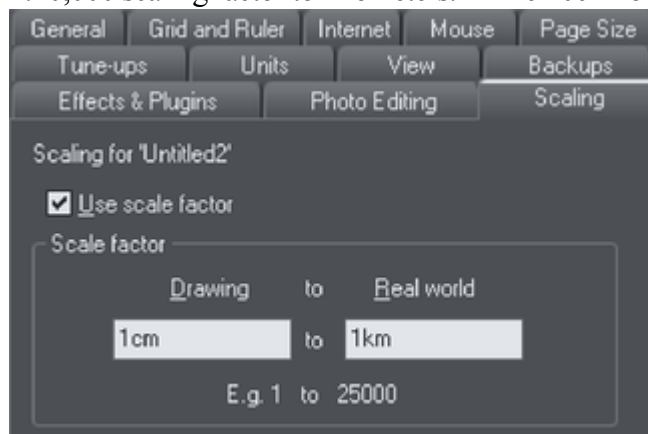 General Grid and Ruler Internet Mouse Page Size
Tune-ups Units View Backups
Effects & Plugins Photo Editing Scaling
Scaling for 'Untitled2'
Use scale factor
Scale factor
Drawing to Real world
1cm to 1km
E.g. 1 to 25000